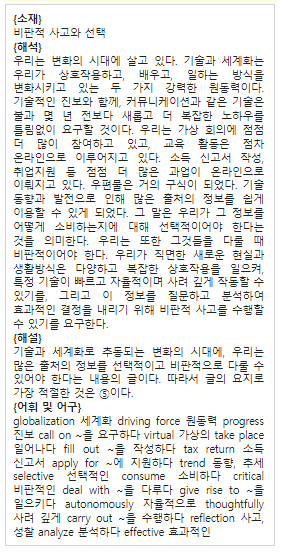 {소재}
비판적 사고와 선택
{해석}
우리는 변화의 시대에 살고 있다. 기술과 세계화는
우리가 상호작용하고, 배우고, 일하는 방식을
변화시키고 있는 두 가지 강력한 원동력이다.
기술적인 진보와 함께, 커뮤니케이션과 같은 기술은
불과 몇 년 전보다 새롭고 더 복잡한 노하우를
틀림없이 요구할 것이다. 우리는 가상 회의에 점점
더 많이 참여하고 있고, 교육 활동은 점차
온라인으로 이루어지고 있다. 소득 신고서 작성,
취업지원 등 점점 더 많은 과업이 온라인으로
이뤄지고 있다. 우편물은 거의 구식이 되었다. 기술
동향과 발전으로 인해 많은 출처의 정보를 쉽게
이용할 수 있게 되었다. 그 말은 우리가 그 정보를
어떻게 소비하는지에 대해 선택적이어야 한다는
것을 의미한다. 우리는 또한 그것들을 다룰 때
비판적이어야 한다. 우리가 직면한 새로운 현실과
생활방식은 다양하고 복잡한 상호작용을 일으켜,
특정 기술이 빠르고 자율적이며 사려 깊게 작동할 수
있기를, 그리고 이 정보를 질문하고 분석하여
효과적인 결정을 내리기 위해 비판적 사고를 수행할
수 있기를 요구한다.
{해설}
기술과 세계화로 추동되는 변화의 시대에, 우리는
많은 출처의 정보를 선택적이고 비판적으로 다룰 수
있어야 한다는 내용의 글이다. 따라서 글의 요지로
가장 적절한 것은 ⑤이다.
{어휘 및 어구}
globalization 세계화 driving force 원동력 progress
진보 call on ~을 요구하다 virtual 가상의 take place
일어나다 fill out ~을 작성하다 tax return 소득
신고서 apply for ~에 지원하다 trend 동향, 추세
selective 선택적인 consume 소비하다 critical
비판적인 deal with ~을 다루다 give rise to ~을
일으키다 autonomously 자율적으로 thoughtfully
사려 깊게 carry out ~을 수행하다 reflection 사고,
성찰 analyze 분석하다 effective 효과적인